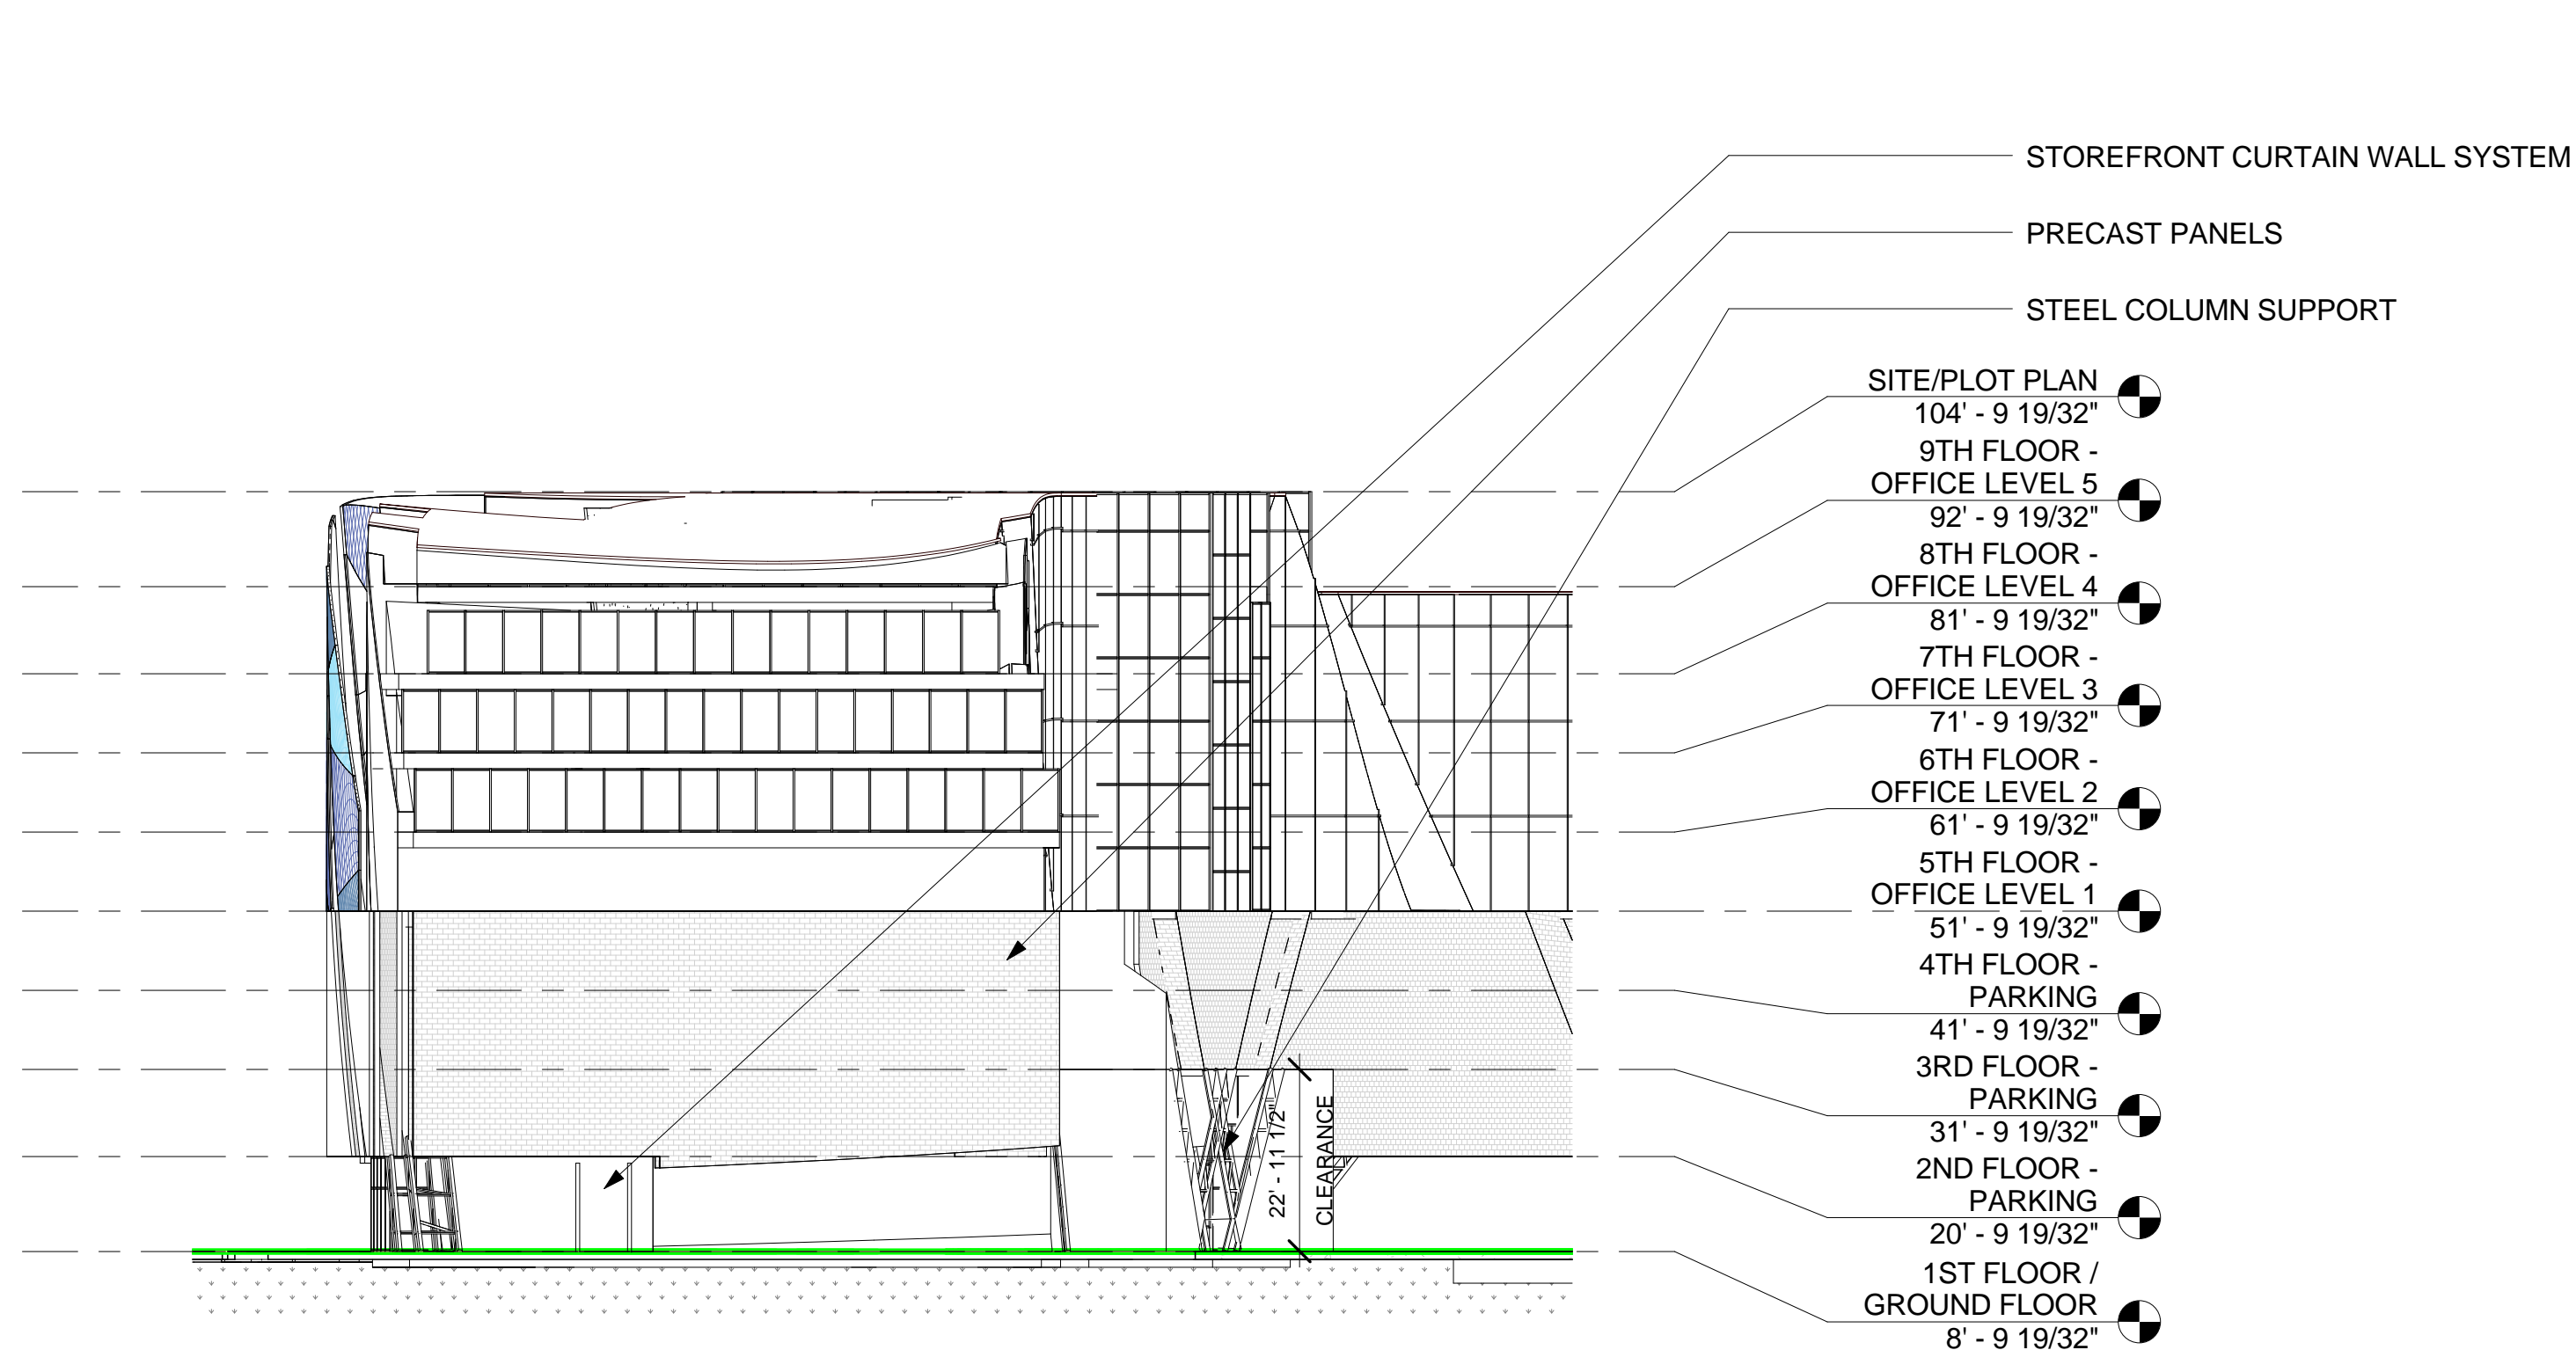 STOREFRONT CURTAIN WALL SYSTEM
PRECAST PANELS
STEEL COLUMN SUPPORT
SITE/PLOT PLAN
104' - 9 19/32"
9TH FLOOR -
OFFICE LEVEL 5
92' - 9 19/32"
8TH FLOOR -
OFFICE LEVEL 4
81' - 9 19/32"
7TH FLOOR -
OFFICE LEVEL 3
71' - 9 19/32"
6TH FLOOR -
OFFICE LEVEL 2
61' - 9 19/32"
5TH FLOOR -
OFFICE LEVEL 1
51' - 9 19/32"
4TH FLOOR -
PARKING
41' - 9 19/32"
3RD FLOOR -
PARKING
31' - 9 19/32"
2ND FLOOR -
PARKING
20' - 9 19/32"
1ST FLOOR /
GROUND FLOOR
8' - 9 19/32"
22' - 11 1/2"
CLEARANCE